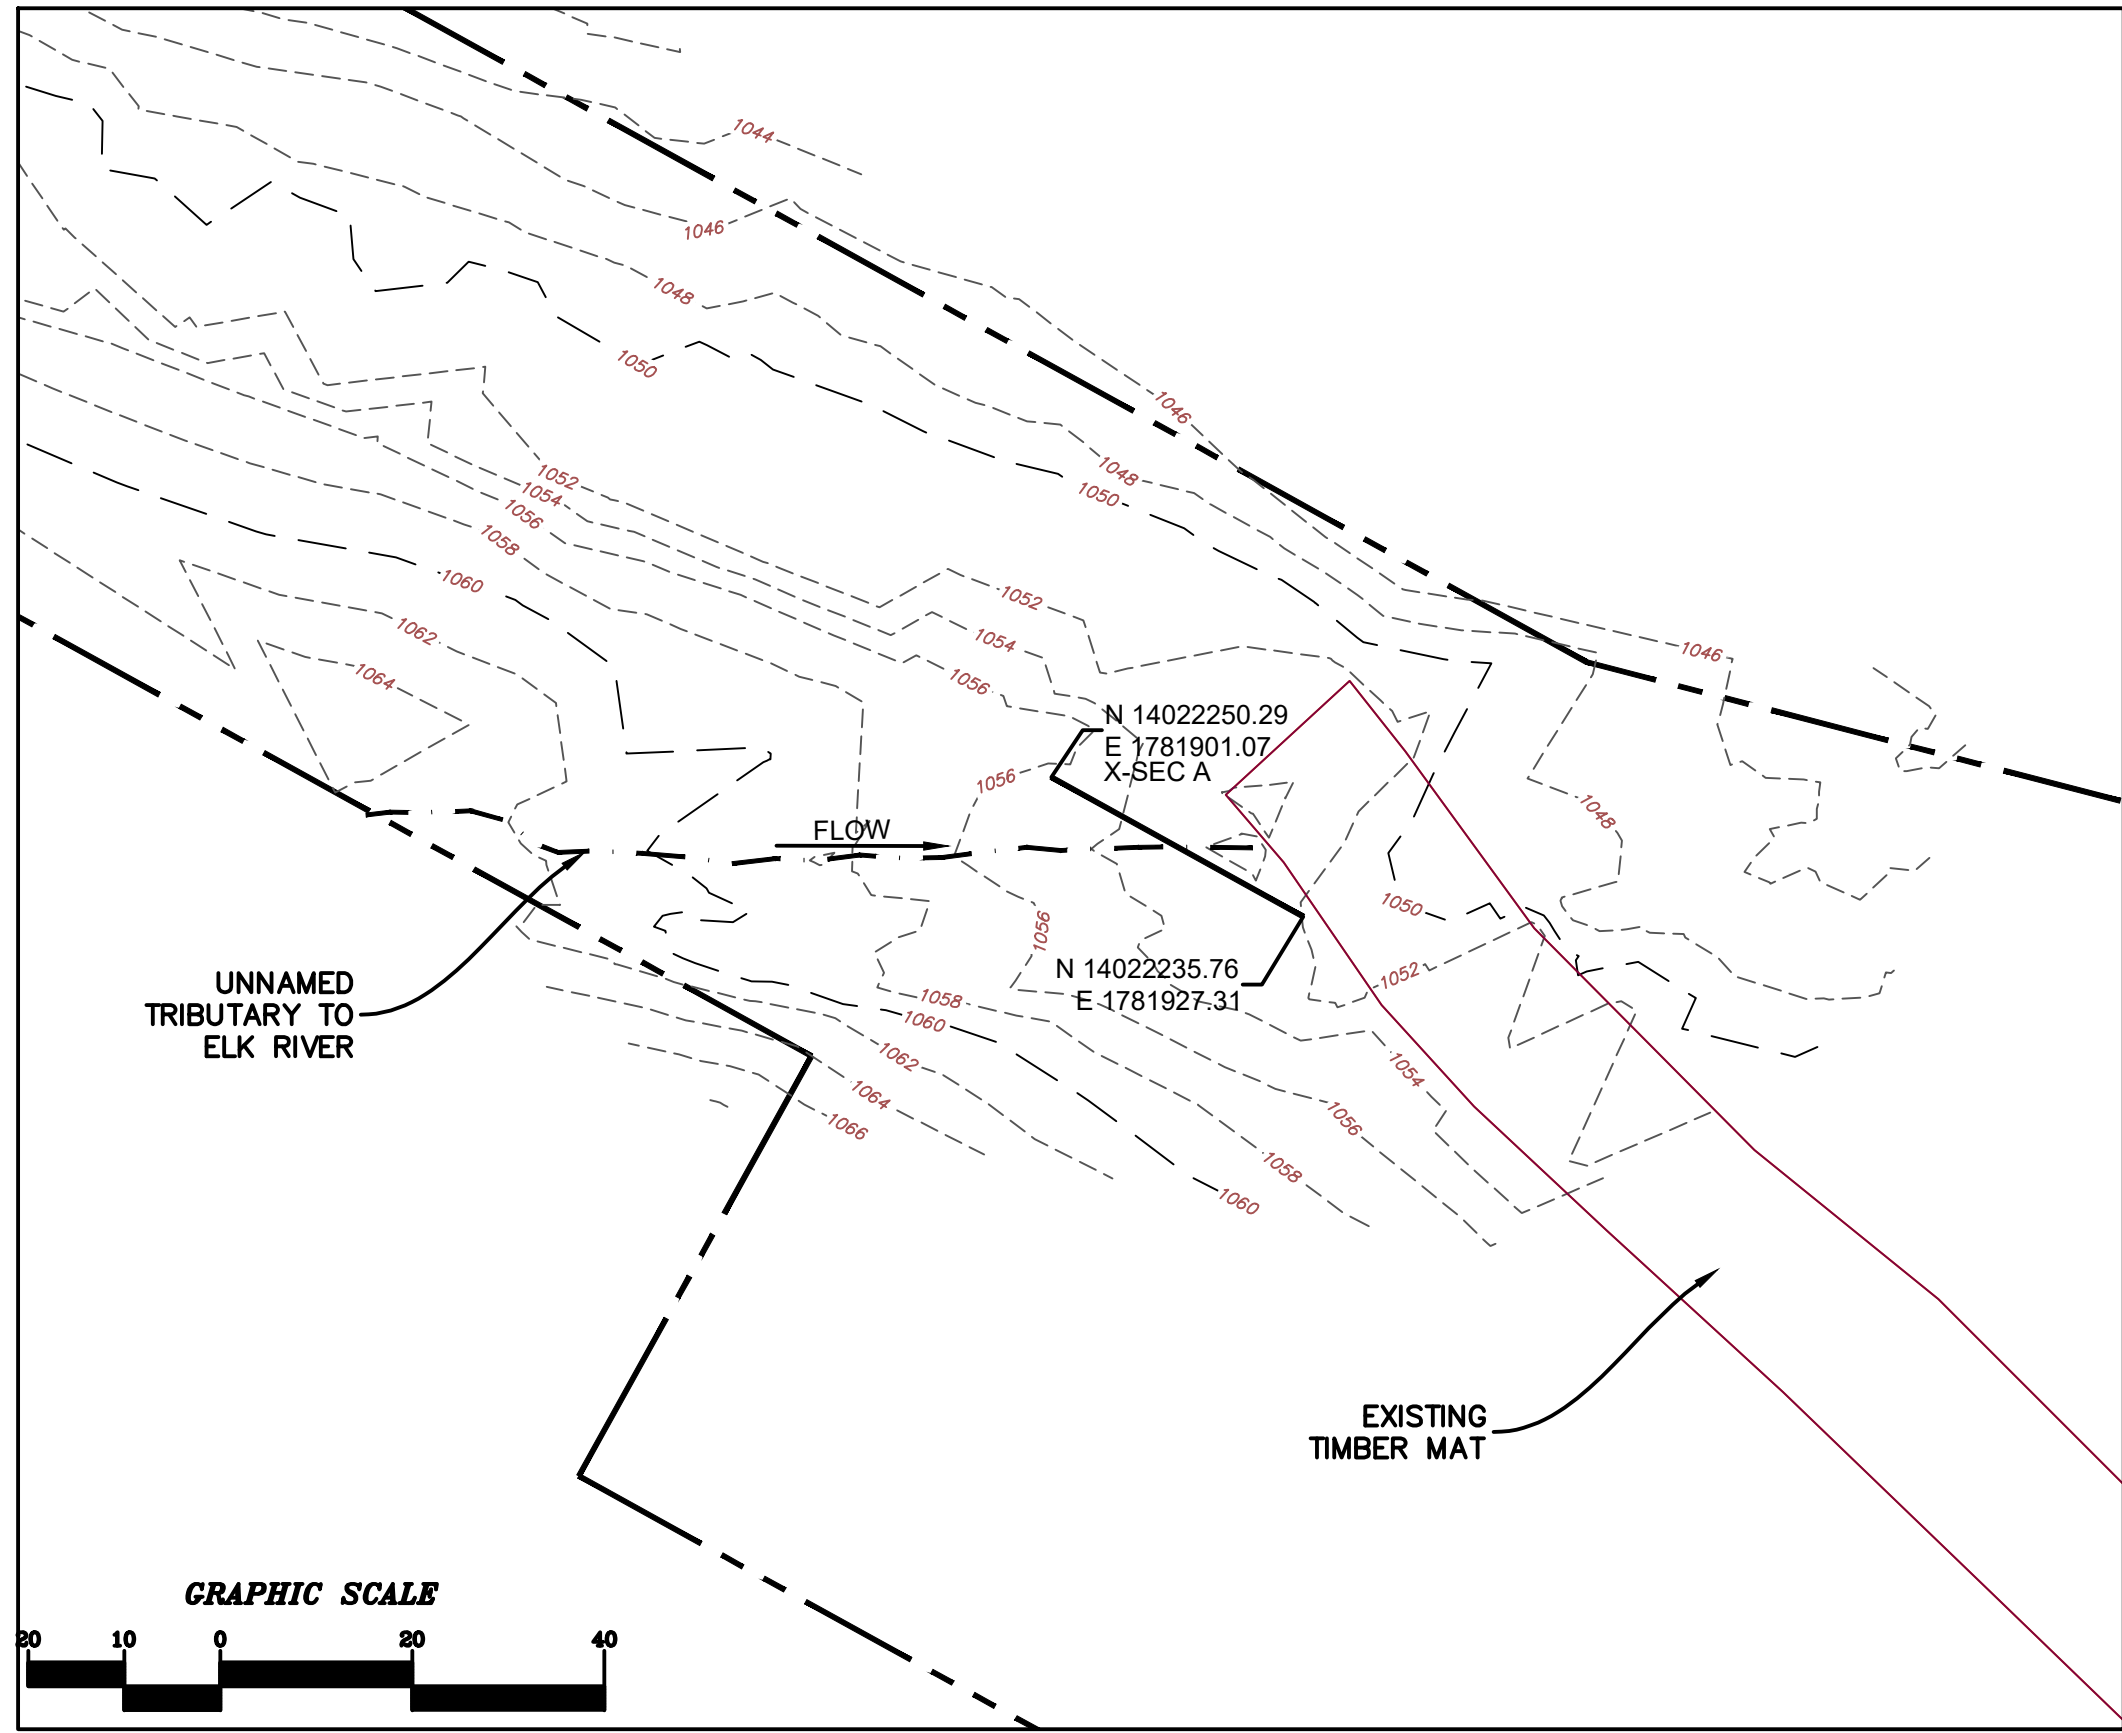 1044
1046
1048
1050
1046
1048
1050
1052
1054
1056
1058
1060
1062
1064
1052
1054
1056
1046
N 14022250.29
E 1781901.07
X-SEC A
1056
1048
FLOW
1050
1056
N 14022235.76
E 1781927.31
1052
UNNAMED
TRIBUTARY TO
ELK RIVER
1058
1060
1062
1064
1066
1054
1056
1058
1060
EXISTING
TIMBER MAT
GRAPHIC SCALE
20 10 0 20 40